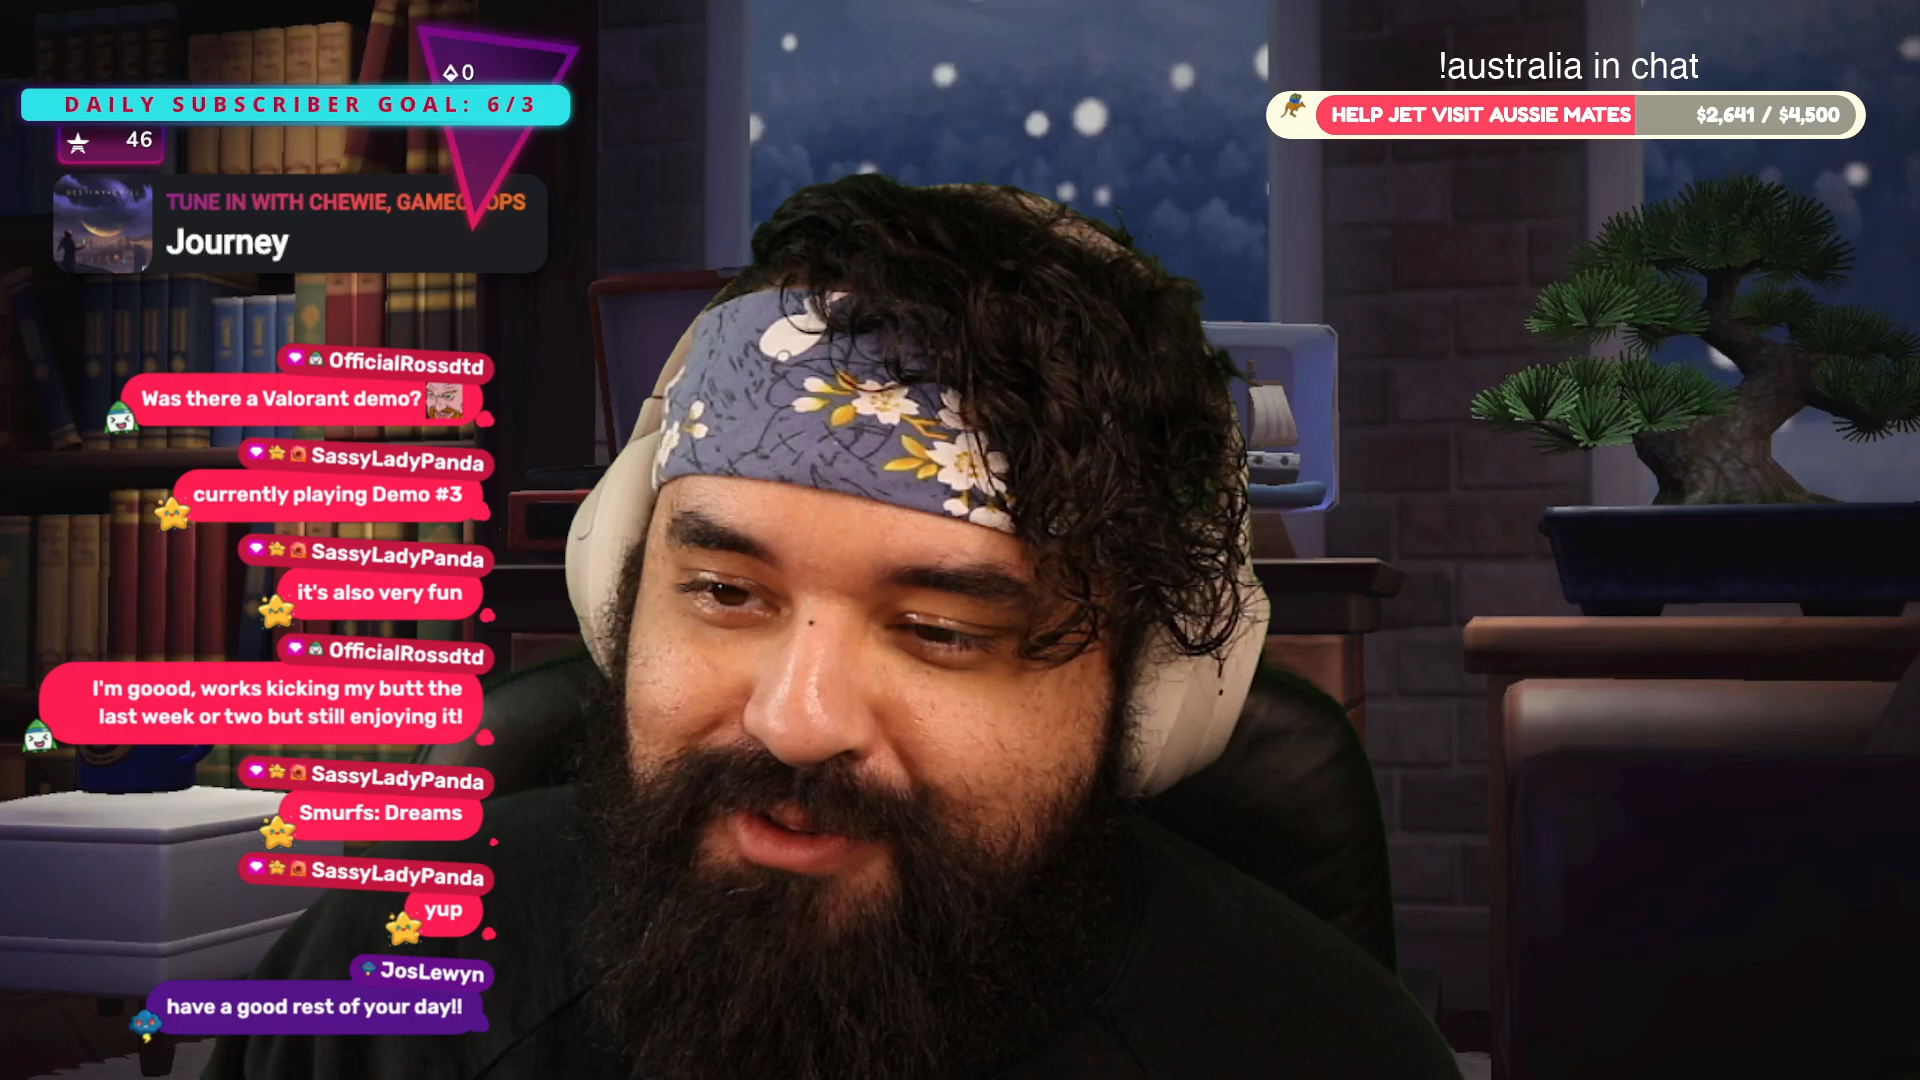 0
DAILY SUBSCRIBER GOAL: 6/3
46
TUNE IN WITH CHEWIE, GAMEC OPS
Journey
!australia in chat
HELP JET VISIT AUSSIE MATES $2,641 / $4,500
OfficialRossdtd
Was there a Valorant demo?
SassyLadyPanda
currently playing Demo #3
SassyLadyPanda
it's also very fun
OfficialRossdtd
I'm goood, works kicking my butt the
last week or two but still enjoying it!
SassyLadyPanda
Smurfs: Dreams
SassyLadyPanda
yup
JosLewyn
have a good rest of your day!!